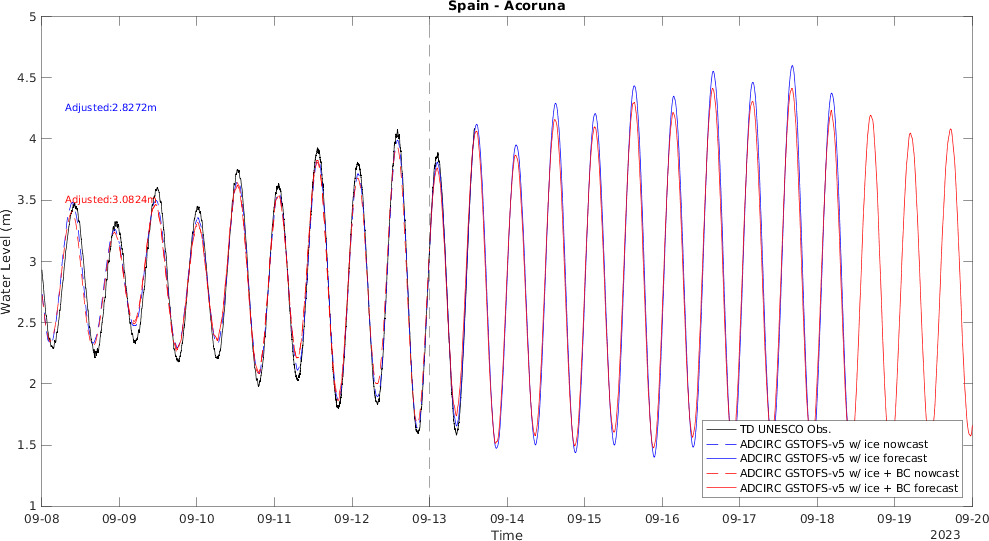 Spain - Acoruna
5
4.5
4
3.5
3
2.5
2
1.5
1
Water Level (m)
Adjusted:2.8272m
Adjusted:3.0824m
TD UNESCO Obs.
ADCIRC GSTOFS-v5 w/ ice nowcast
ADCIRC GSTOFS-v5 w/ ice forecast
ADCIRC GSTOFS-v5 w/ ice + BC nowcast
ADCIRC GSTOFS-v5 w/ ice + BC forecast
09-08 09-09 09-10 09-11 09-12 09-13 09-14 09-15 09-16 09-17 09-18 09-19 09-20
Time
2023